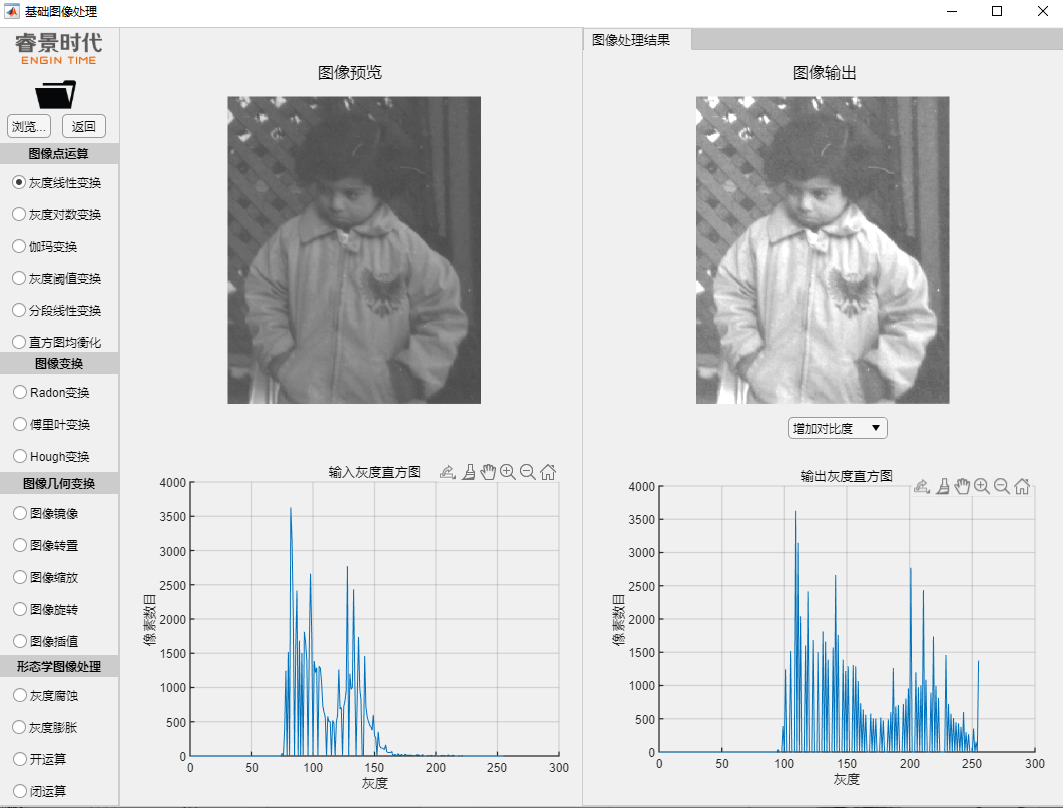 基础图像处理
睿景时代
ENGIN TIME
浏览...
返回
图像点运算
灰度线性变换
灰度对数变换
伽玛变换
灰度阈值变换
分段线性变换
直方图均衡化
图像变换
Radon变换
傅里叶变换
Hough变换
图像几何变换
图像镜像
图像转置
图像缩放
图像旋转
图像插值
形态学图像处理
灰度腐蚀
灰度膨胀
开运算
闭运算
图像预览
输入灰度直方图
4000
3500
3000
2500
2000
1500
1000
500
0
像素数目
0 50 100 150 200 250 300
灰度
图像处理结果
图像输出
增加对比度
输出灰度直方图
4000
3500
3000
2500
2000
1500
1000
500
0
像素数目
0 50 100 150 200 250 300
灰度